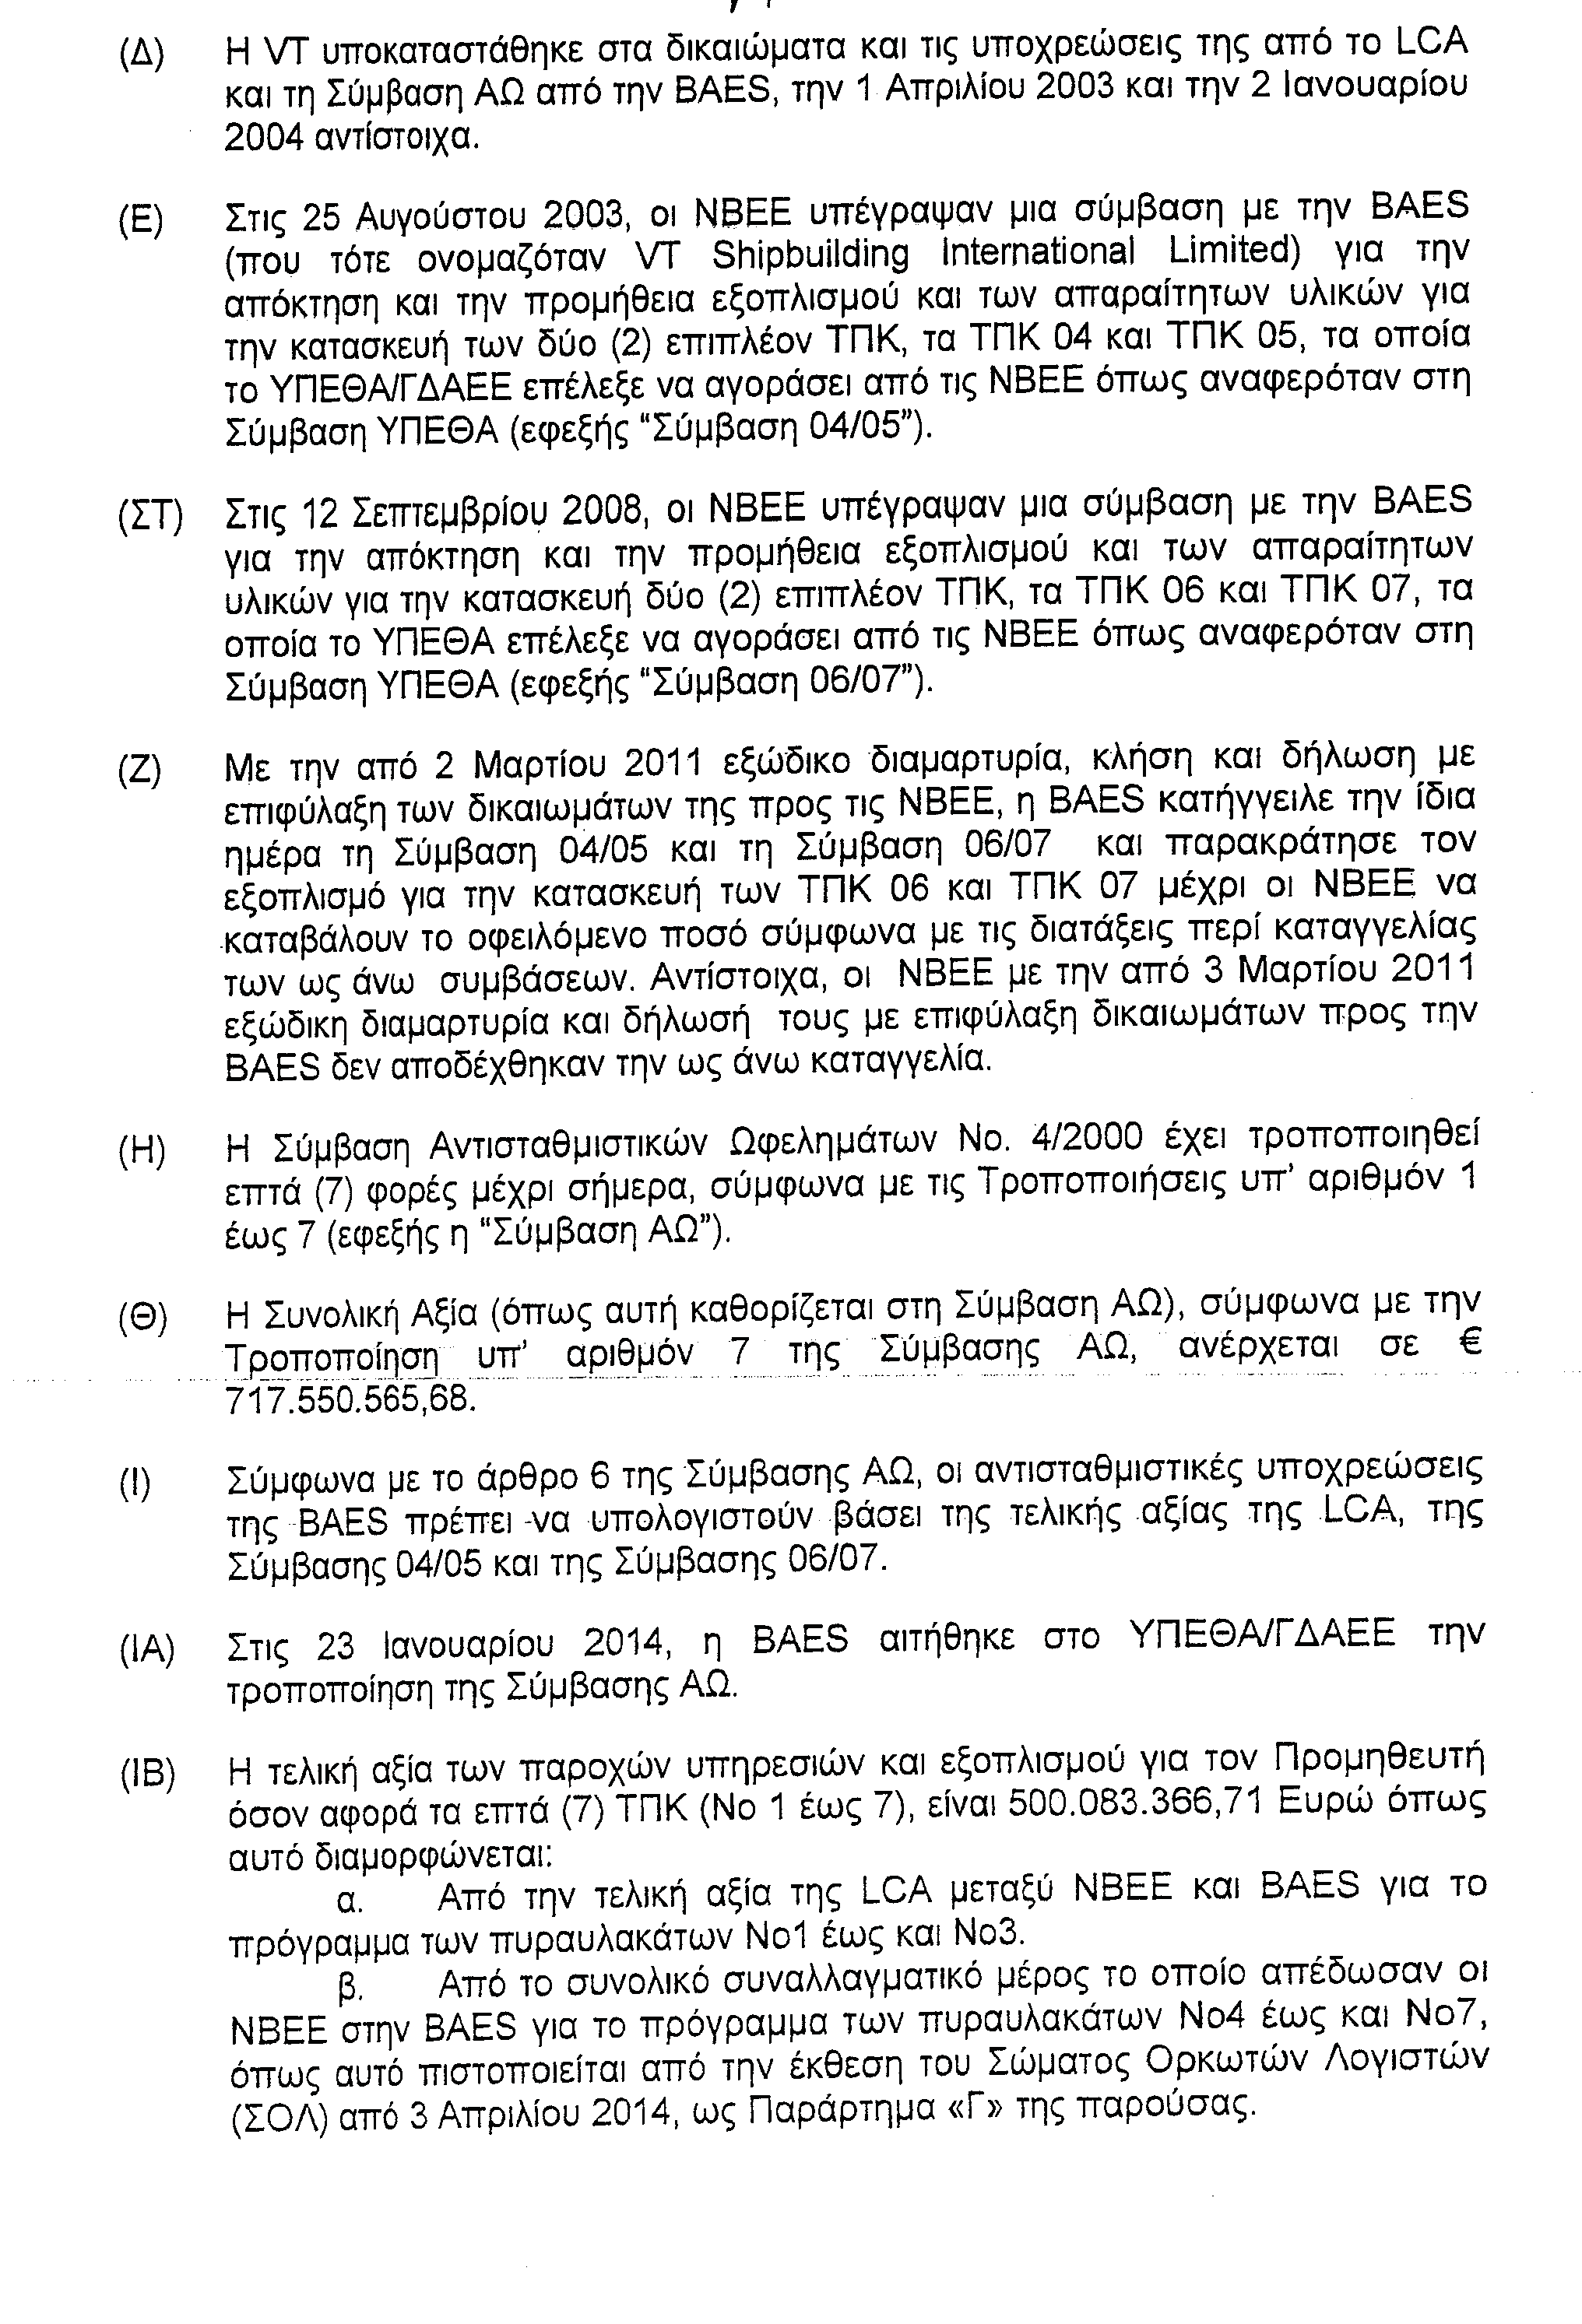 (Δ) Η VT υποκαταστάθηκε στα δικαιώματα και τις υποχρεώσεις της από το LCA
και τη Σύμβαση ΑΩ από την BAES, την 1 Απριλίου 2003 και την 2 Ιανουαρίου
2004 αντίστοιχα.
(Ε) Στις 25 Αυγούστου 2003, οι ΝΒΕΕ υπέγραψαν μια σύμβαση με την BAES
(που τότε ονομαζόταν VT Shipbuilding International Limited) για την
απόκτηση και την προμήθεια εξοπλισμού και των απαραίτητων υλικών για
την κατασκευή των δύο (2) επιπλέον ΤΠΚ, τα ΤΠΚ 04 και ΤΠΚ 05, τα οποία
το ΥΠΕΘΑ/ΓΔΑΕΕ επέλεξε να αγοράσει από τις ΝΒΕΕ όπως αναφερόταν στη
Σύμβαση ΥΠΕΘΑ (εφεξής “Σύμβαση 04/05”).
(ΣΤ) Στις 12 Σεπτεμβρίου 2008, οι ΝΒΕΕ υπέγραψαν μια σύμβαση με την BAES
για την απόκτηση και την προμήθεια εξοπλισμού και των απαραίτητων
υλικών για την κατασκευή δύο (2) επιπλέον ΤΠΚ, τα ΤΠΚ 06 και ΤΠΚ 07, τα
οποία το ΥΠΕΘΑ επέλεξε να αγοράσει από τις ΝΒΕΕ όπως αναφερόταν στη
Σύμβαση ΥΠΕΘΑ (εφεξής “Σύμβαση 06/07”).
(Ζ) Με την από 2 Μαρτίου 2011 εξώδικο διαμαρτυρία, κλήση και δήλωση με
επιφύλαξη των δικαιωμάτων της προς τις ΝΒΕΕ, η BAES κατήγγειλε την ίδια
ημέρα τη Σύμβαση 04/05 και τη Σύμβαση 06/07 και παρακράτησε τον
εξοπλισμό για την κατασκευή των ΤΠΚ 06 και ΤΠΚ 07 μέχρι οι ΝΒΕΕ να
καταβάλουν το οφειλόμενο ποσό σύμφωνα με τις διατάξεις περί καταγγελίας
των ως άνω συμβάσεων. Αντίστοιχα, οι ΝΒΕΕ με την από 3 Μαρτίου 2011
εξώδικη διαμαρτυρία και δήλωσή τους με επιφύλαξη δικαιωμάτων προς την
BAES δεν αποδέχθηκαν την ως άνω καταγγελία.
(Η) Η Σύμβαση Αντισταθμιστικών Ωφελημάτων Νο. 4/2000 έχει τροποποιηθεί
επτά (7) φορές μέχρι σήμερα, σύμφωνα με τις Τροποποιήσεις υπ’ αριθμόν 1
έως 7 (εφεξής η “Σύμβαση ΑΩ”).
(Θ) Η Συνολική Αξία (όπως αυτή καθορίζεται στη Σύμβαση ΑΩ), σύμφωνα με την
Τροποποίηση υπ’ αριθμόν 7 της Σύμβασης ΑΩ, ανέρχεται σε €
717.550.565,68.
(Ι) Σύμφωνα με το άρθρο 6 της Σύμβασης ΑΩ, οι αντισταθμιστικές υποχρεώσεις
της BAES πρέπει να υπολογιστούν βάσει της τελικής αξίας της LCA, της
Σύμβασης 04/05 και της Σύμβασης 06/07.
(ΙΑ) Στις 23 Ιανουαρίου 2014, η BAES αιτήθηκε στο ΥΠΕΘΑ/ΓΔΑΕΕ την
τροποποίηση της Σύμβασης ΑΩ.
(ΙΒ) Η τελική αξία των παροχών υπηρεσιών και εξοπλισμού για τον Προμηθευτή
όσον αφορά τα επτά (7) ΤΠΚ (Νο 1 έως 7), είναι 500.083.366,71 Ευρώ όπως
αυτό διαμορφώνεται:
α. Από την τελική αξία της LCA μεταξύ ΝΒΕΕ και BAES για το
πρόγραμμα των πυραυλακάτων Νο1 έως και Νο3.
β. Από το συνολικό συναλλαγματικό μέρος το οποίο απέδωσαν οι
ΝΒΕΕ στην BAES για το πρόγραμμα των πυραυλακάτων Νο4 έως και Νο7,
όπως αυτό πιστοποιείται από την έκθεση του Σώματος Ορκωτών Λογιστών
(ΣΟΛ) από 3 Απριλίου 2014, ως Παράρτημα «Γ» της παρούσας.